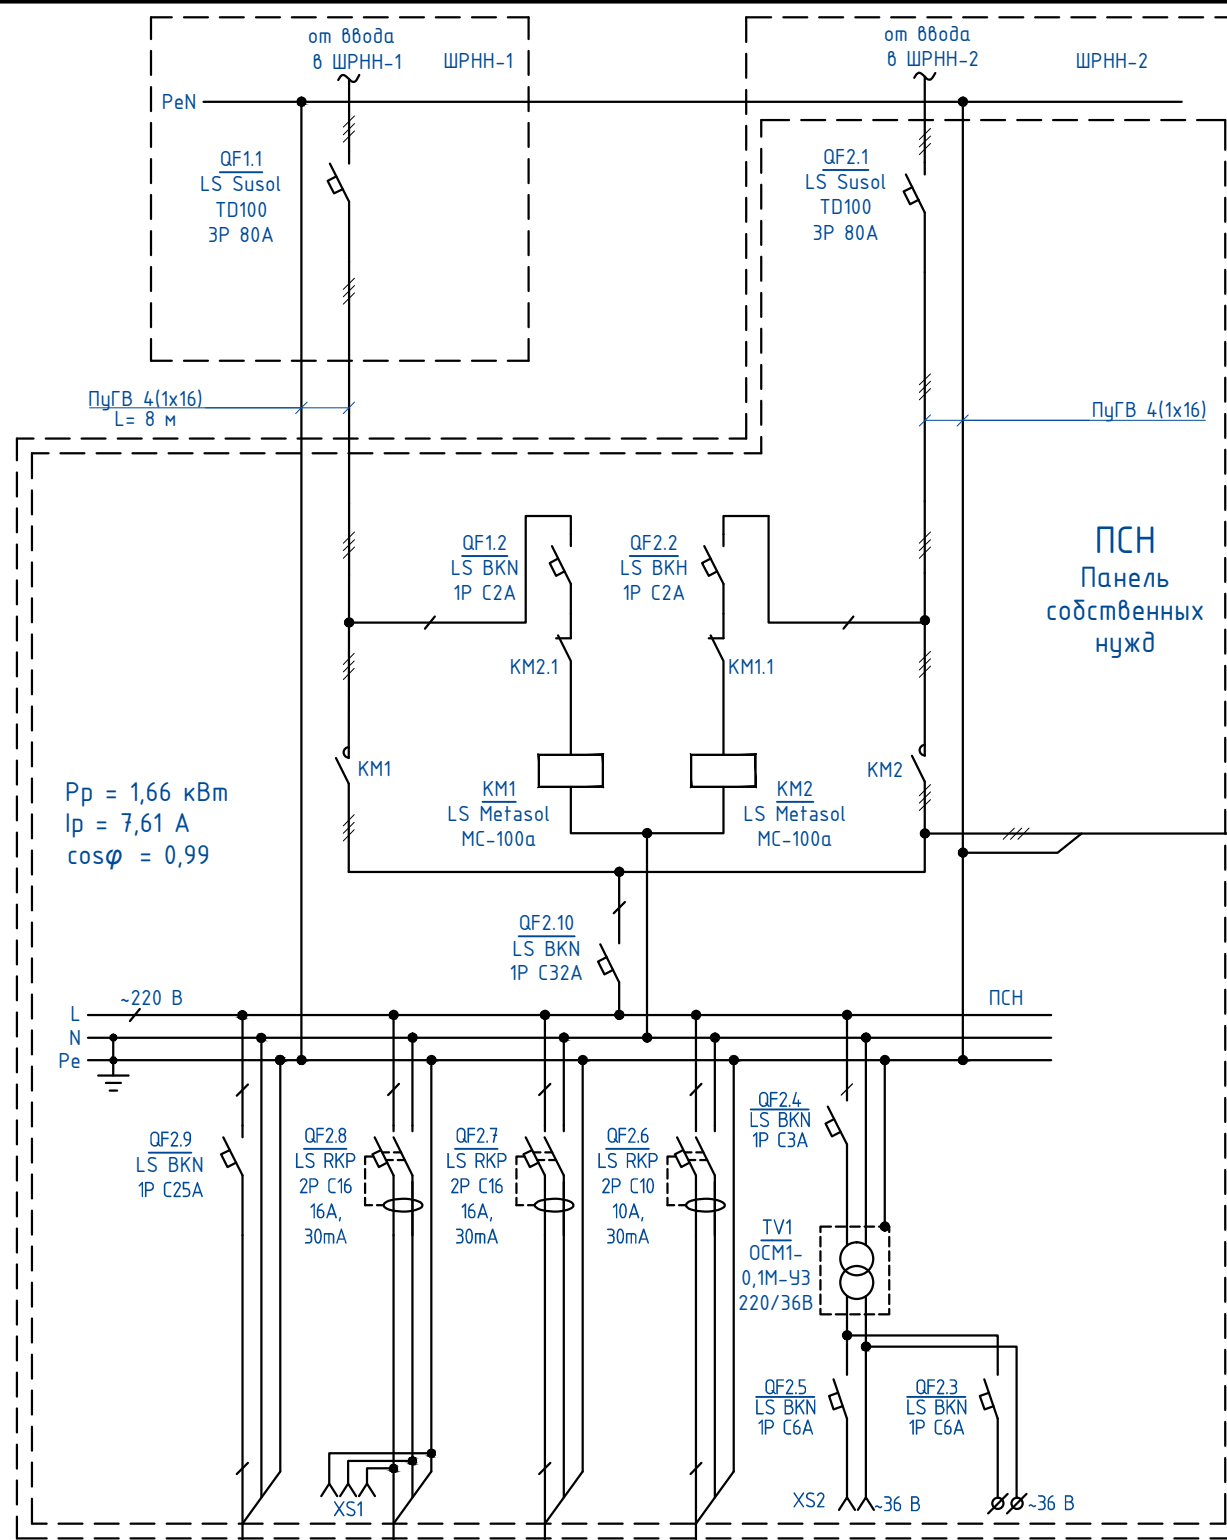 от ввода
в ШРНН-1
ШРНН-1
от ввода
в ШРНН-2
ШРНН-2
PeN
QF1.1
LS Susol
TD100
3P 80A
QF2.1
LS Susol
TD100
3P 80A
ПуГВ 4(1x16)
L= 8 м
ПуГВ 4(1x16)
QF1.2
LS BKN
1P C2A
QF2.2
LS BKH
1P C2A
ПСН
Панель
собственных
нужд
KM2.1
KM1.1
KM1
KM2
Pp = 1,66 кВт
Ip = 7,61 A
cosφ = 0,99
KM1
LS Metasol
MC-100a
KM2
LS Metasol
MC-100a
QF2.10
LS BKN
1P C32A
~220 В
ПСН
L
N
Pe
QF2.9
LS BKN
1P C25A
QF2.8
LS RKP
2P C16
16A,
30mA
QF2.7
LS RKP
2P C16
16A,
30mA
QF2.6
LS RKP
2P C10
10A,
30mA
QF2.4
LS BKN
1P C3A
TV1
ОСМ1-
0,1М-У3
220/36В
QF2.5
LS BKN
1P C6A
QF2.3
LS BKN
1P C6A
XS1
XS2
~36 В
~36 В